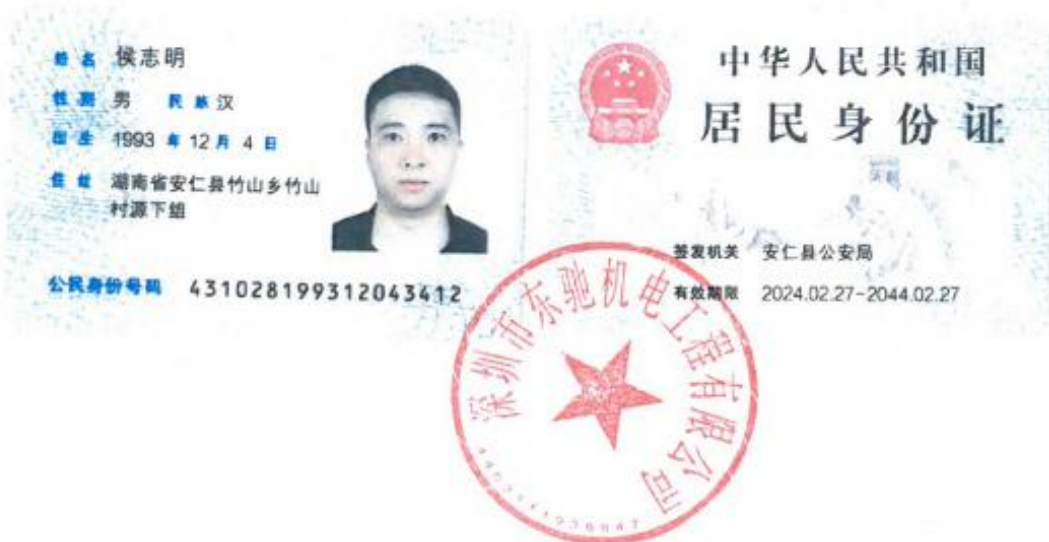 姓名 侯志明
性别 男 民族 汉
出生 1993 年 12 月 4 日
住址 湖南省安仁县竹山乡竹山
村源下组
公民身份号码 431028199312043412
中华人民共和国
居民身份证
签发机关 安仁县公安局
有效期限 2024.02.27-2044.02.27
深圳市东驰机电工程有限公司